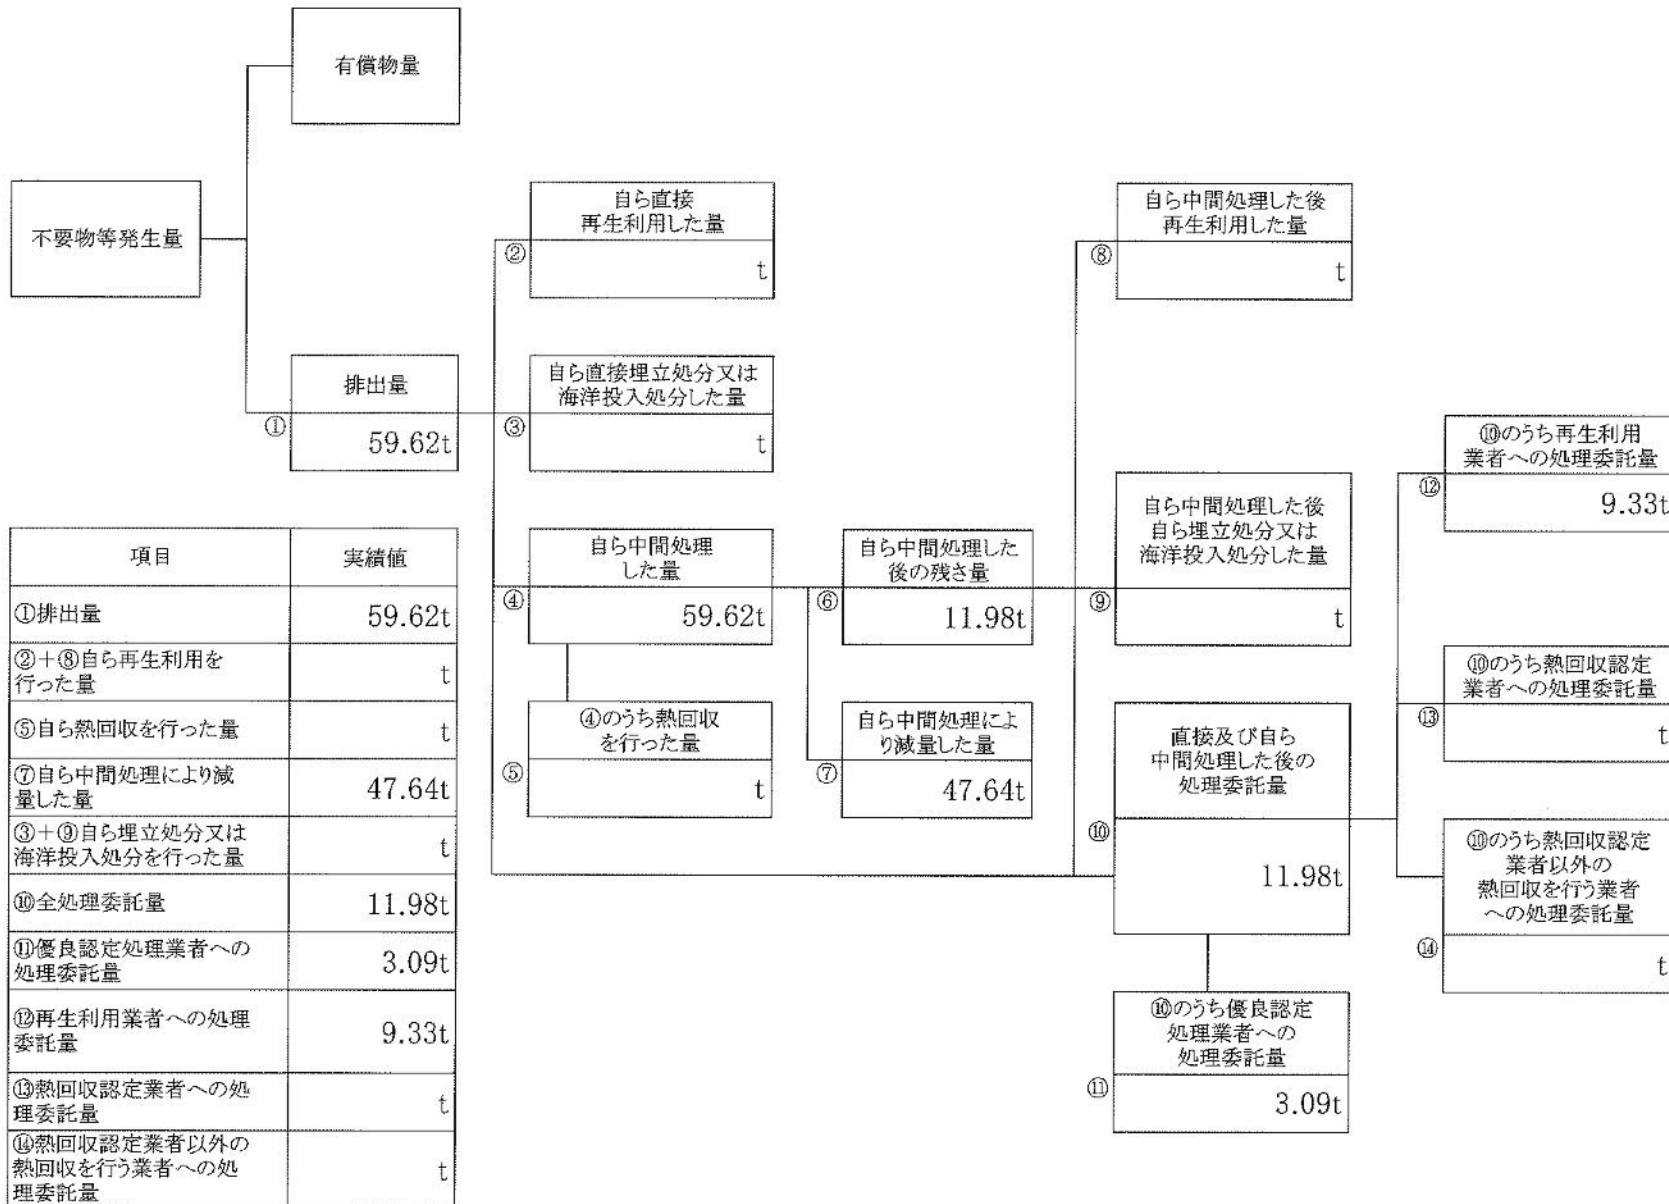 有償物量
不要物等発生量
排出量
①
59.62t
自ら直接
再生利用した量
②
t
自ら直接埋立処分又は
海洋投入処分した量
③
t
自ら中間処理
した量
④
59.62t
④のうち熱回収
を行った量
⑤
t
自ら中間処理した
後の残さ量
⑥
11.98t
自ら中間処理によ
り減量した量
⑦
47.64t
自ら中間処理した後
再生利用した量
⑧
t
自ら中間処理した後
自ら埋立処分又は
海洋投入処分した量
⑨
t
直接及び自ら
中間処理した後の
処理委託量
⑩
11.98t
⑩のうち優良認定
処理業者への
処理委託量
⑪
3.09t
⑩のうち再生利用
業者への処理委託量
⑫
9.33t
⑩のうち熱回収認定
業者への処理委託量
⑬
t
⑩のうち熱回収認定
業者以外の
熱回収を行う業者
への処理委託量
⑭
t
項目 実績値
①排出量 59.62t
②+⑧自ら再生利用を
行った量 t
⑤自ら熱回収を行った量 t
⑦自ら中間処理により減
量した量 47.64t
③+⑨自ら埋立処分又は
海洋投入処分を行った量 t
⑩全処理委託量 11.98t
⑪優良認定処理業者への
処理委託量 3.09t
⑫再生利用業者への処理
委託量 9.33t
⑬熱回収認定業者への処
理委託量 t
⑭熱回収認定業者以外の
熱回収を行う業者への処
理委託量 t